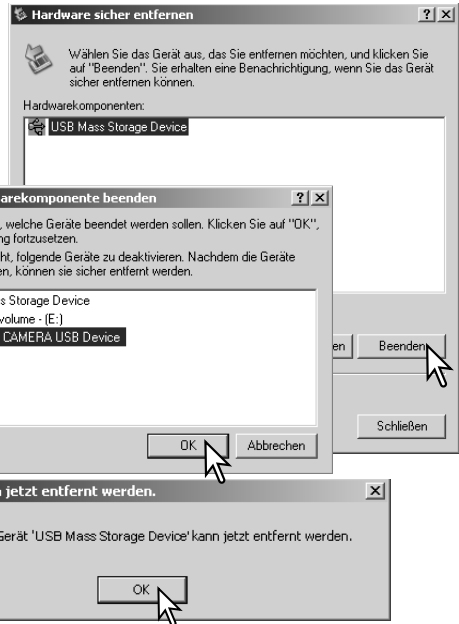 Hardware sicher entfernen
Wählen Sie das Gerät aus, das Sie entfernen möchten, und klicken Sie
auf "Beenden". Sie erhalten eine Benachrichtigung, wenn Sie das Gerät
sicher entfernen können.
Hardwarekomponenten:
USB Mass Storage Device
arekomponente beenden
, welche Geräte beendet werden sollen. Klicken Sie auf "OK",
ng fortzusetzen.
ht, folgende Geräte zu deaktivieren. Nachdem die Geräte
en, können sie sicher entfernt werden.
s Storage Device
volume - (E:)
CAMERA USB Device
en
Beenden
Schließen
OK
Abbrechen
jetzt entfernt werden.
Gerät 'USB Mass Storage Device' kann jetzt entfernt werden.
OK